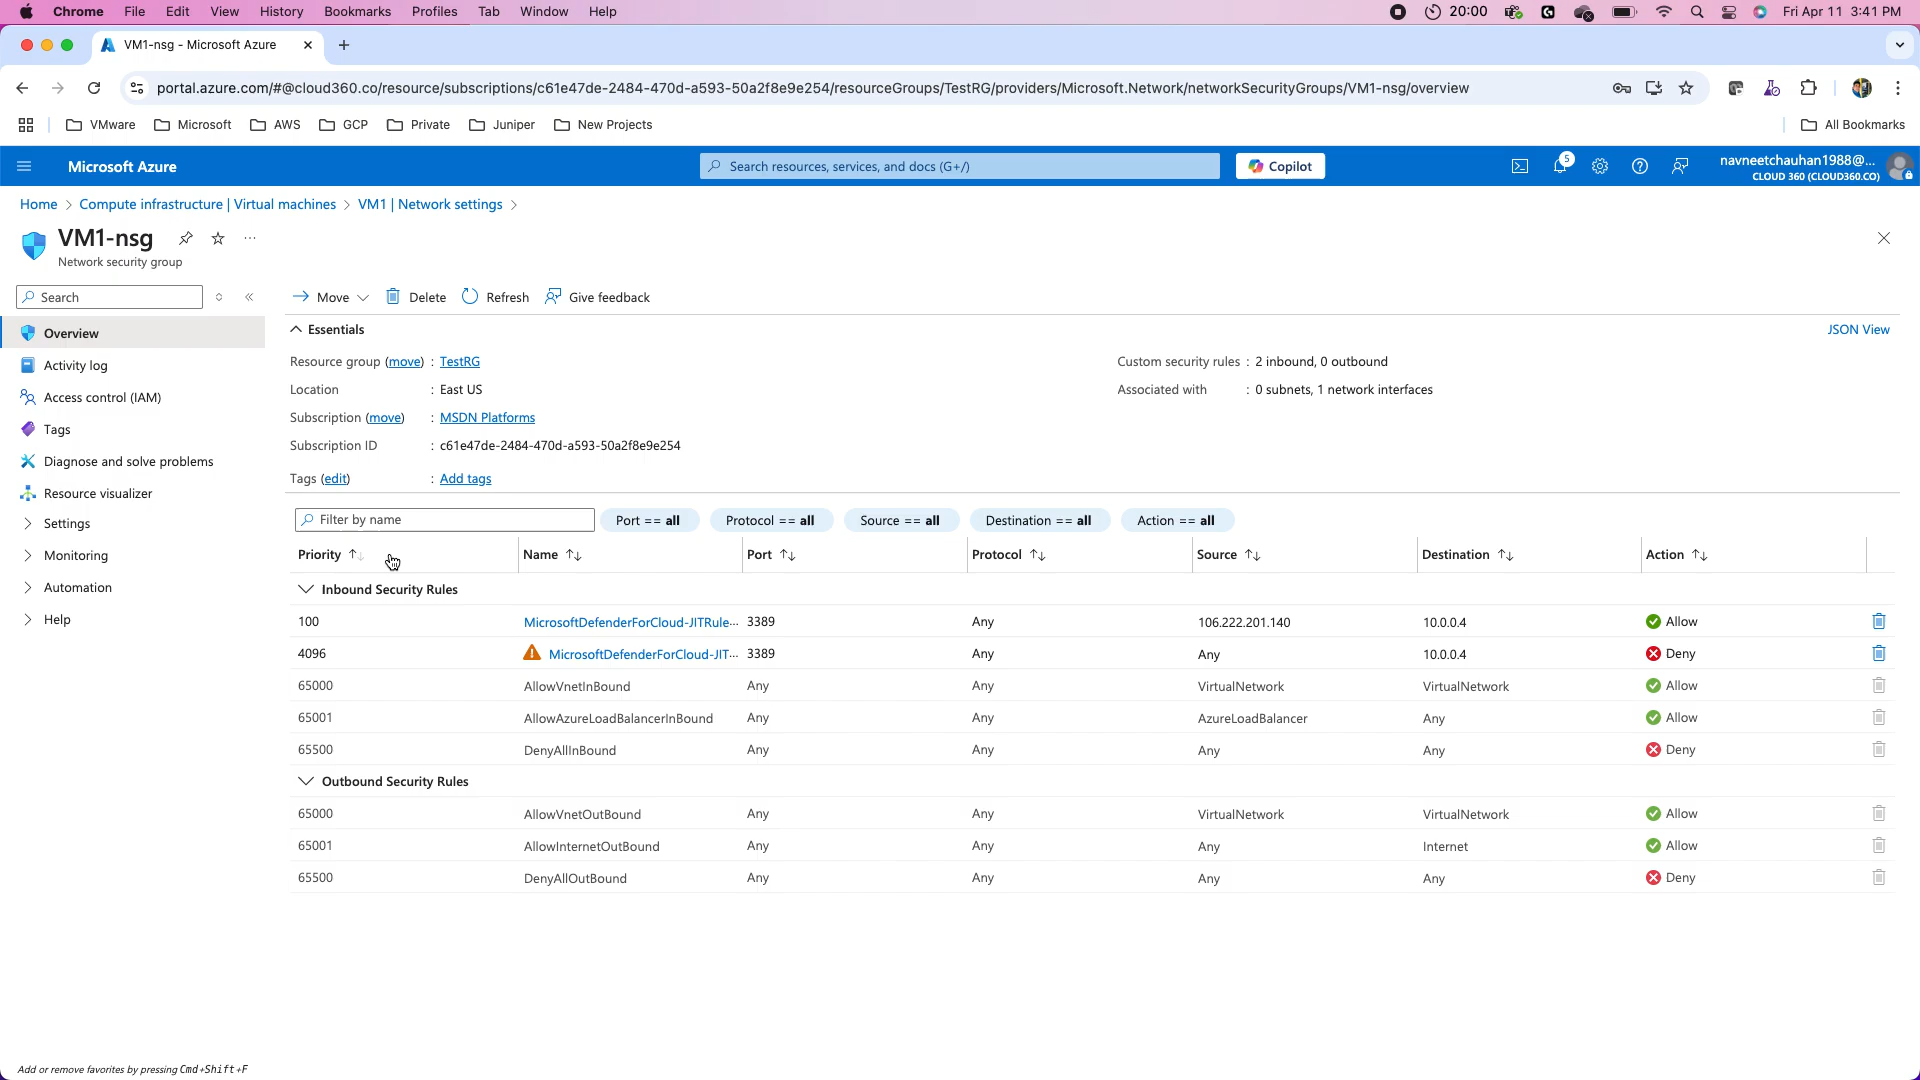 Chrome File Edit View History Bookmarks Profiles Tab Window Help 20:00 Fri Apr 11 3:41 PM
VM1-nsg - Microsoft Azure
portal.azure.com/#@cloud360.co/resource/subscriptions/c61e47de-2484-470d-a593-50a2f8e9e254/resourceGroups/TestRG/providers/Microsoft.Network/networkSecurityGroups/VM1-nsg/overview
VMware Microsoft AWS GCP Private Juniper New Projects All Bookmarks
Microsoft Azure Search resources, services, and docs (G+/) Copilot 5 navneetchauhan1988@...
CLOUD 360 (CLOUD360.CO)
Home > Compute infrastructure | Virtual machines > VM1 | Network settings >
VM1-nsg
Network security group
Search
Move Delete Refresh Give feedback
Overview
Activity log
Access control (IAM)
Tags
Diagnose and solve problems
Resource visualizer
Settings
Monitoring
Automation
Help
Essentials JSON View
Resource group (move) : TestRG Custom security rules : 2 inbound, 0 outbound
Location : East US Associated with : 0 subnets, 1 network interfaces
Subscription (move) : MSDN Platforms
Subscription ID : c61e47de-2484-470d-a593-50a2f8e9e254
Tags (edit) : Add tags
Filter by name Port == all Protocol == all Source == all Destination == all Action == all
Priority Name Port Protocol Source Destination Action
Inbound Security Rules
100 MicrosoftDefenderForCloud-JITRule... 3389 Any 106.222.201.140 10.0.0.4 Allow
4096 MicrosoftDefenderForCloud-JIT... 3389 Any Any 10.0.0.4 Deny
65000 AllowVnetInBound Any Any VirtualNetwork VirtualNetwork Allow
65001 AllowAzureLoadBalancerInBound Any Any AzureLoadBalancer Any Allow
65500 DenyAllInBound Any Any Any Any Deny
Outbound Security Rules
65000 AllowVnetOutBound Any Any VirtualNetwork VirtualNetwork Allow
65001 AllowInternetOutBound Any Any Any Internet Allow
65500 DenyAllOutBound Any Any Any Any Deny
Add or remove favorites by pressing Cmd+Shift+F